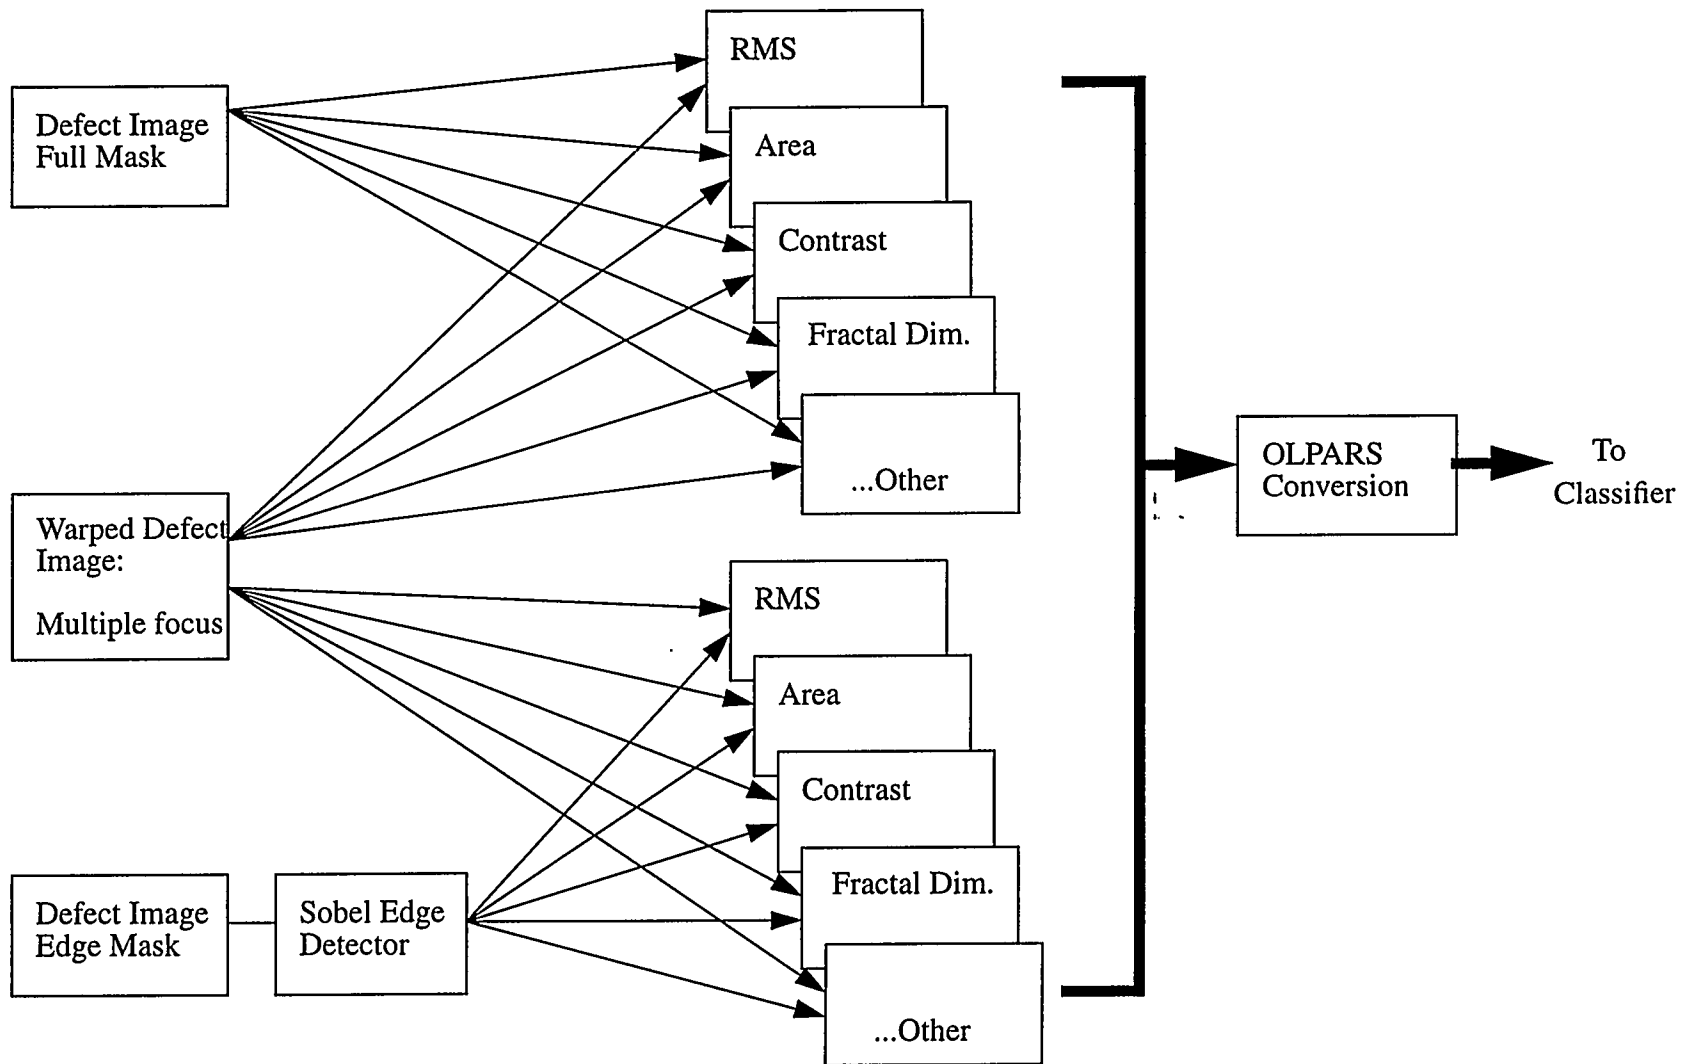 Defect Image
Full Mask
RMS
Area
Contrast
Fractal Dim.
...Other
Warped Defect
Image:
Multiple focus
RMS
Area
Contrast
Fractal Dim.
...Other
Defect Image
Edge Mask
Sobel Edge
Detector
OLPARS
Conversion
To
Classifier